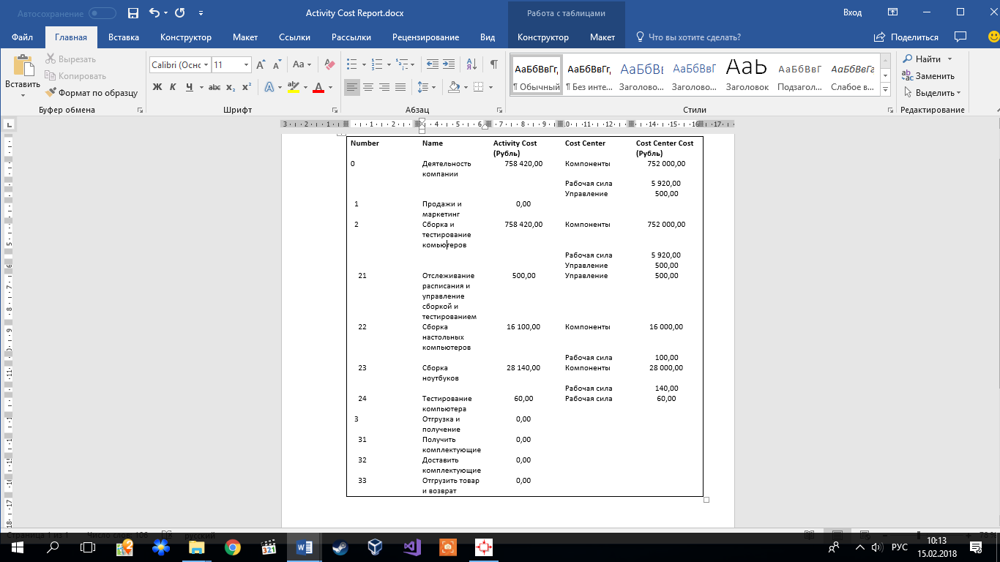 Автосохранение
Activity Cost Report.docx
Работа с таблицами
Вход
Файл Главная Вставка Конструктор Макет Ссылки Рассылки Рецензирование Вид Конструктор Макет Что вы хотите сделать? Поделиться
Вставить
Вырезать
Копировать
Формат по образцу
Буфер обмена
Calibri (Оснс 11
Ж К Ч abc x₂ x²
Шрифт
Абзац
АаБбВвГг, АаБбВвГг, АаБбВı АаБбВвГ АаЬ АаБбВвГ АаБбВвГг
¶ Обычный ¶ Без инте... Заголово... Заголово... Заголовок Подзагол... Слабое в...
Стили
Найти
Заменить
Выделить
Редактирование
Number Name Activity Cost (Рубль) Cost Center Cost Center Cost (Рубль)
0 Деятельность компании 758 420,00 Компоненты 752 000,00
Рабочая сила 5 920,00
Управление 500,00
1 Продажи и маркетинг 0,00
2 Сборка и тестирование комьютеров 758 420,00 Компоненты 752 000,00
Рабочая сила 5 920,00
Управление 500,00
21 Отслеживание расписания и управление сборкой и тестированием 500,00 Управление 500,00
22 Сборка настольных компьютеров 16 100,00 Компоненты 16 000,00
Рабочая сила 100,00
23 Сборка ноутбуков 28 140,00 Компоненты 28 000,00
Рабочая сила 140,00
24 Тестирование компьютера 60,00 Рабочая сила 60,00
3 Отгрузка и получение 0,00
31 Получить комплектующие 0,00
32 Доставить комплектующие 0,00
33 Отгрузить товар и возврат 0,00
Страница 1 из 1 Число слов: 106 русский
РУС
10:13
15.02.2018